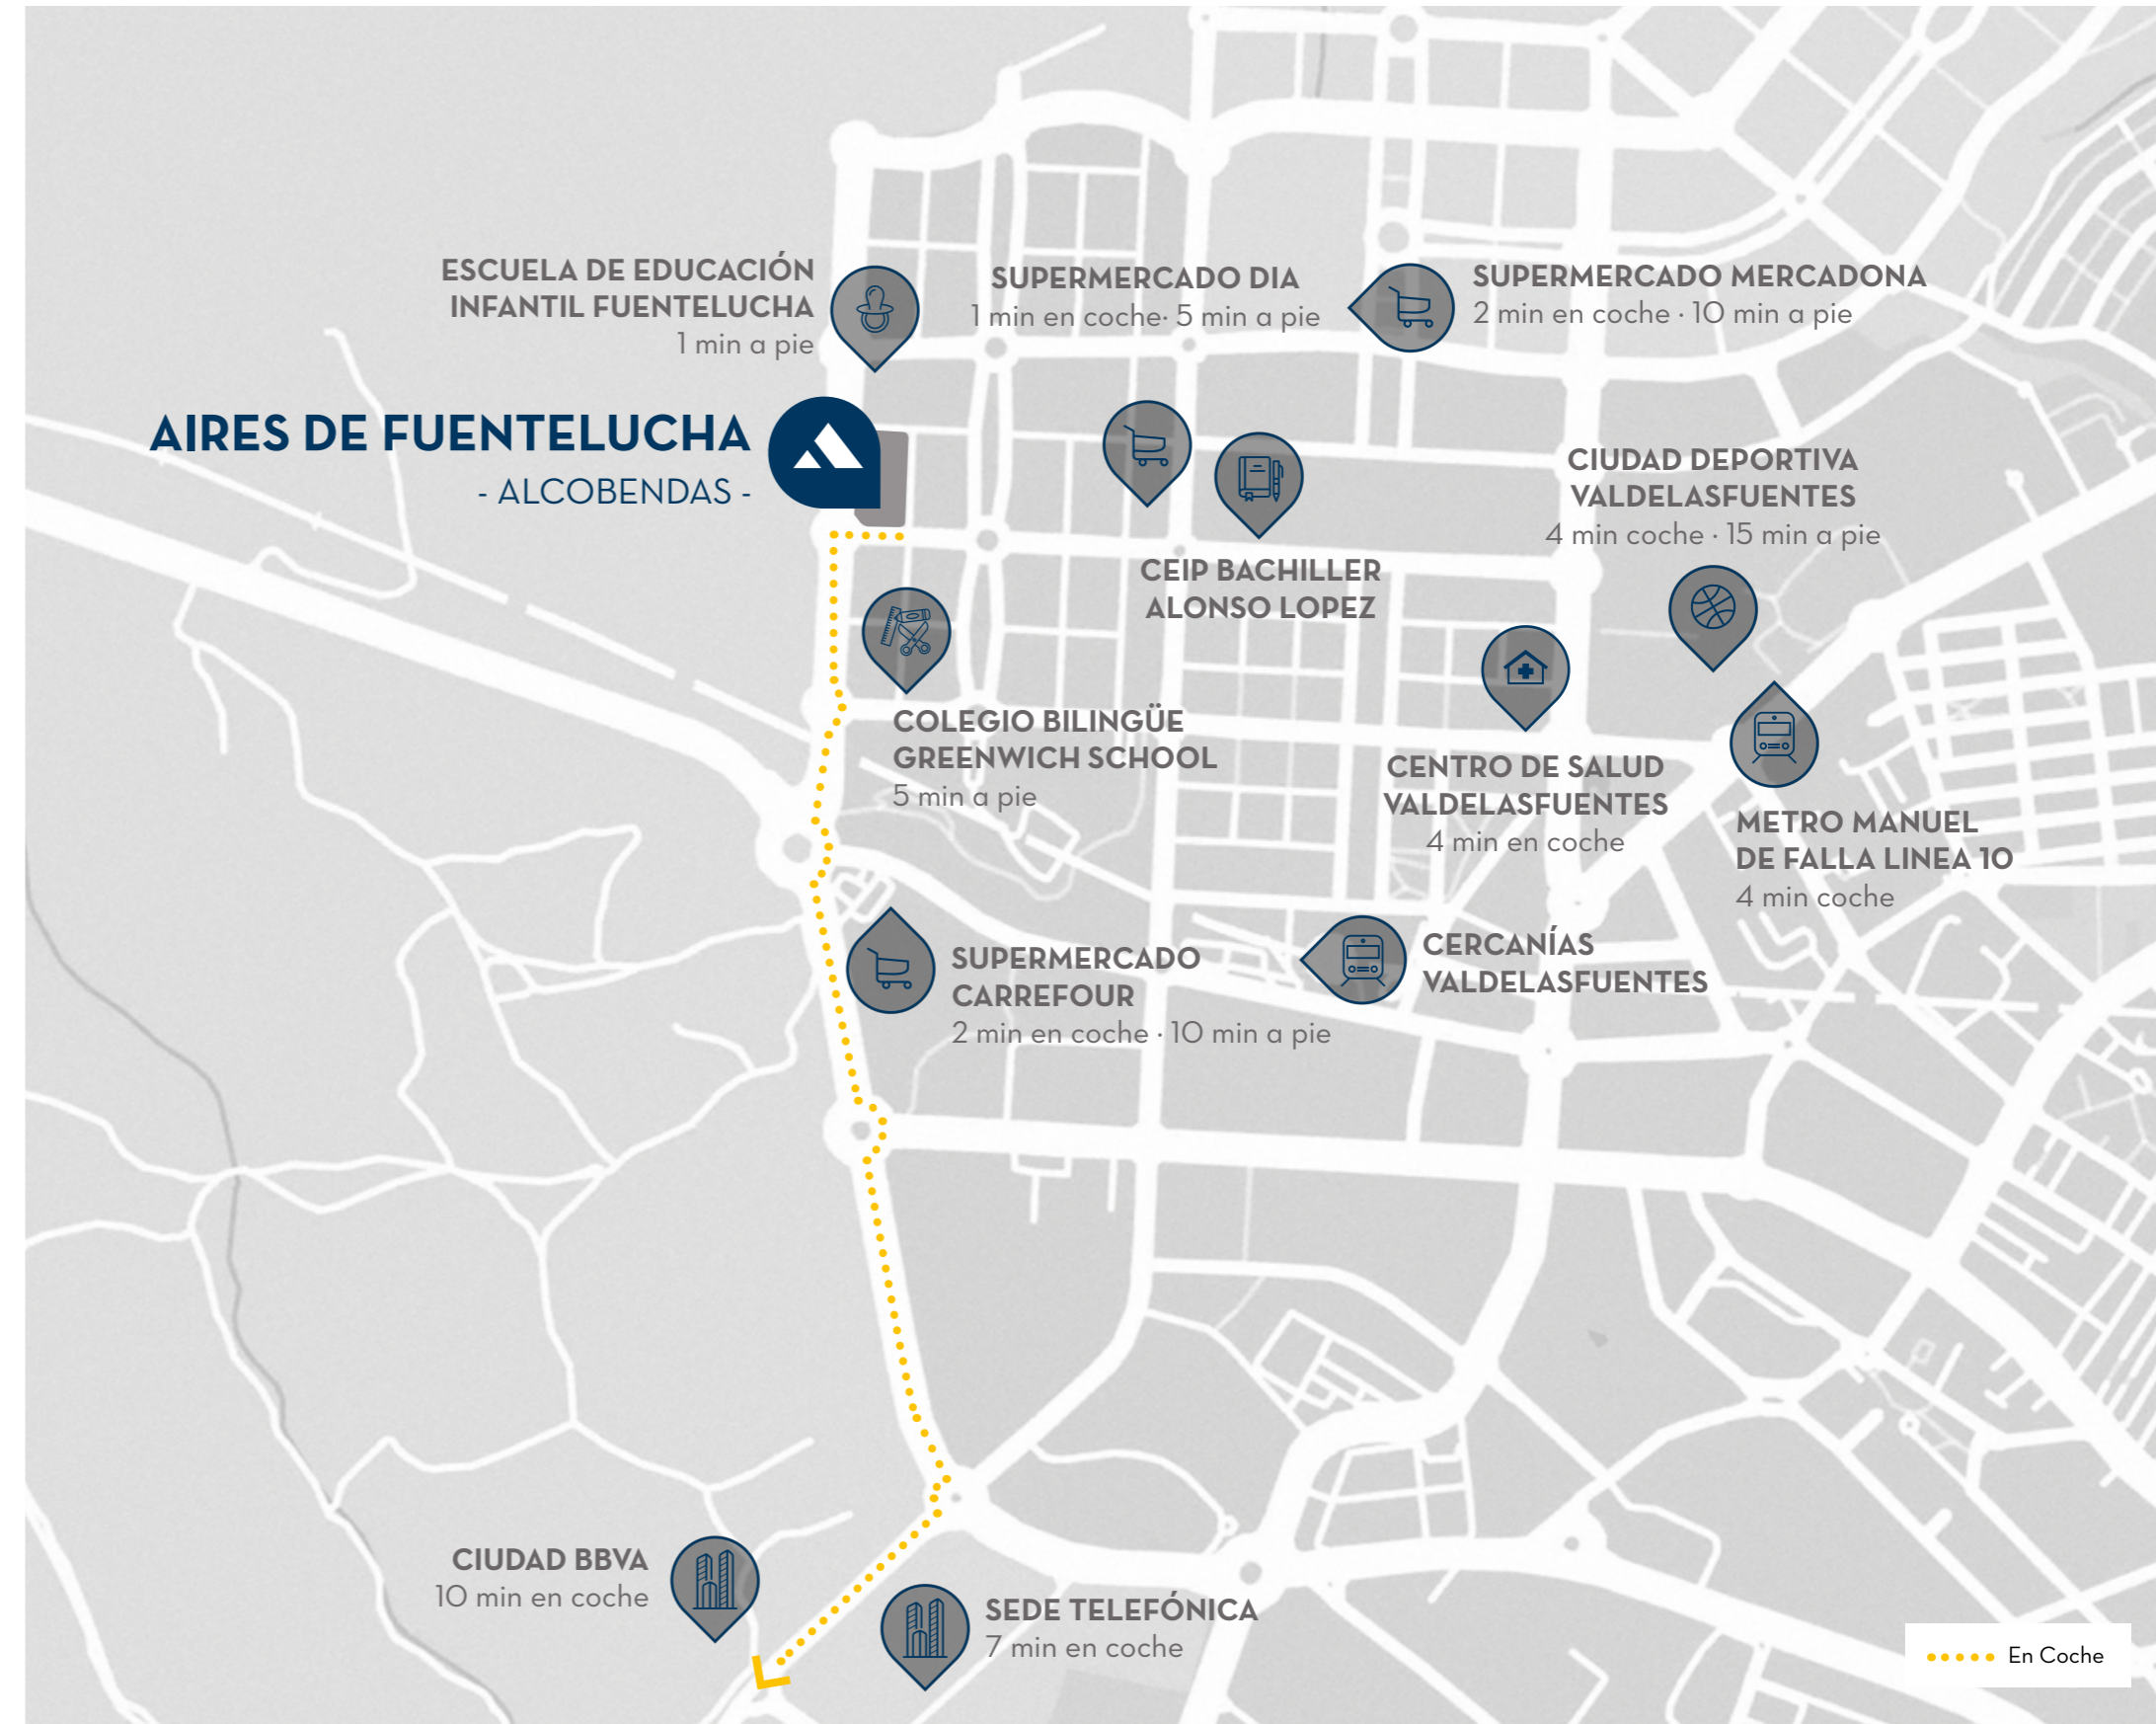 ESCUELA DE EDUCACIÓN
INFANTIL FUENTELUCHA
1 min a pie
SUPERMERCADO DIA
1 min en coche· 5 min a pie
SUPERMERCADO MERCADONA
2 min en coche · 10 min a pie
AIRES DE FUENTELUCHA
- ALCOBENDAS -
CIUDAD DEPORTIVA
VALDELASFUENTES
4 min coche · 15 min a pie
CEIP BACHILLER
ALONSO LOPEZ
COLEGIO BILINGÜE
GREENWICH SCHOOL
5 min a pie
CENTRO DE SALUD
VALDELASFUENTES
4 min en coche
METRO MANUEL
DE FALLA LINEA 10
4 min coche
SUPERMERCADO
CARREFOUR
2 min en coche · 10 min a pie
CERCANÍAS
VALDELASFUENTES
CIUDAD BBVA
10 min en coche
SEDE TELEFÓNICA
7 min en coche
En Coche